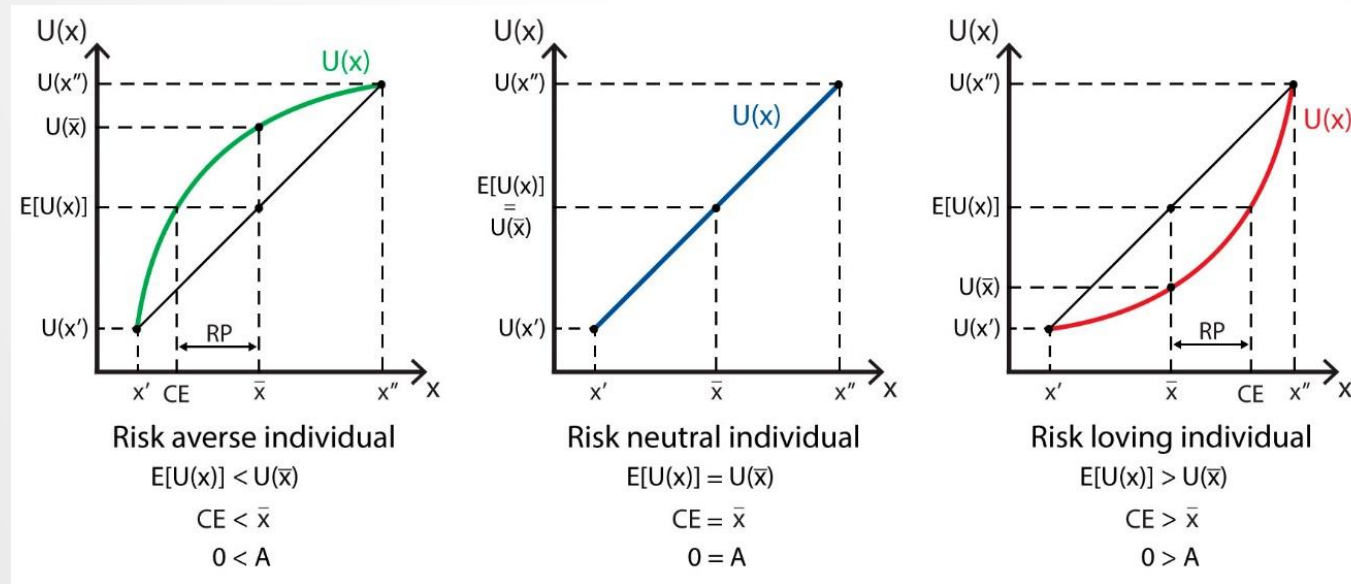 U(x)
U(x)
U(x″)
U(x̄)
E[U(x)]
U(x′)
RP
x′ CE x̄ x″ x
Risk averse individual
E[U(x)] < U(x̄)
CE < x̄
0 < A
U(x)
U(x″)
U(x)
E[U(x)]
=
U(x̄)
U(x′)
x′ x̄ x″ x
Risk neutral individual
E[U(x)] = U(x̄)
CE = x̄
0 = A
U(x)
U(x″)
U(x)
E[U(x)]
U(x̄)
U(x′)
RP
x′ x̄ CE x″ x
Risk loving individual
E[U(x)] > U(x̄)
CE > x̄
0 > A